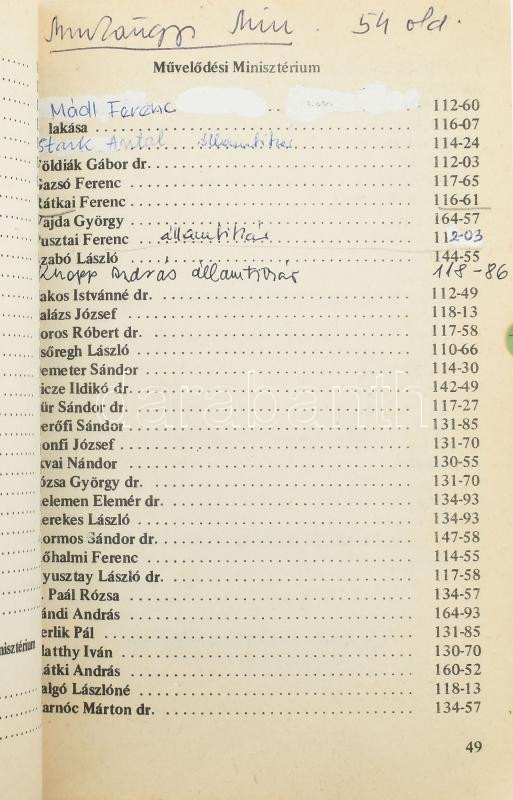 Munkaügyi Min. 54 old.
Művelődési Minisztérium
Mádl Ferenc 112-60
lakása 116-07
Stark Antal államtitkár 114-24
Földiák Gábor dr. 112-03
Gazsó Ferenc 117-65
Rátkai Ferenc 116-61
Vajda György 164-57
Pusztai Ferenc államtitkár 112-03
Szabó László 144-55
Knopp András államtitkár 118-86
akos Istvánné dr. 112-49
alázs József 118-13
oros Róbert dr. 117-58
sőregh László 110-66
emeter Sándor 114-30
icze Ildikó dr. 142-49
ür Sándor dr. 117-27
erőfi Sándor 131-85
onfi József 131-70
kvai Nándor 130-55
ózsa György dr. 131-70
elemen Elemér dr. 134-93
erekes László 134-93
ormos Sándor dr. 147-58
őhalmi Ferenc 114-55
yusztay László dr. 117-58
. Paál Rózsa 134-57
ándi András 164-93
erlik Pál 131-85
latthy Iván 130-70
átki András 160-52
algó Lászlóné 118-13
arnóc Márton dr. 134-57
nisztérium
49
darabanth